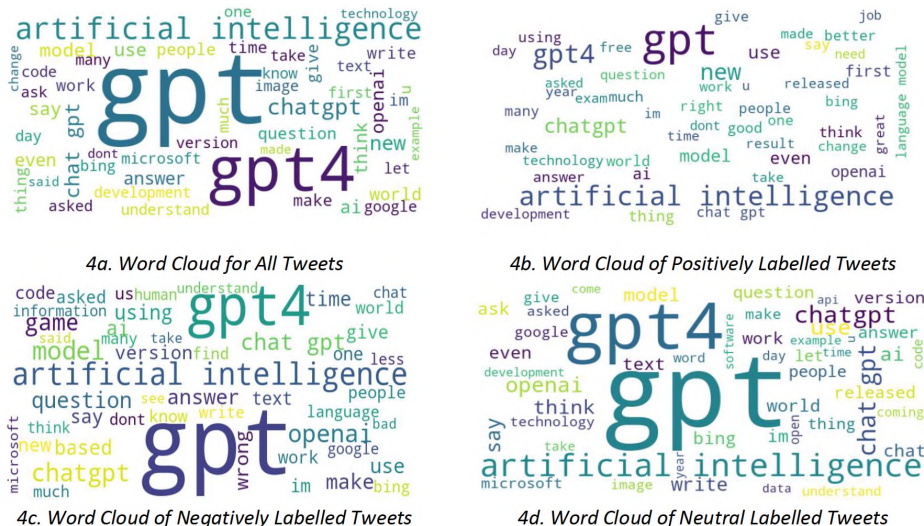 one
technology
artificial intelligence
model
use
people
time
take
write
change
many
code
know
give
text
ask
work
gpt
image
first
openai
im
u
say
chat gpt
much
chatgpt
example
day
question
think
new
version
made
even
dont
microsoft
gpt4
let
thing
bing
said
answer
development
world
asked
understand
make
ai
google
4a. Word Cloud for All Tweets
give
job
using
gpt
made
better
day
gpt4
free
use
say
need
question
new
first
asked
work
u
released
language model
year
exam
much
bing
many
im
right
people
great
chatgpt
dont
good
one
think
time
change
make
result
technology
world
model
even
answer
ai
take
openai
artificial intelligence
development
thing
chat gpt
4b. Word Cloud of Positively Labelled Tweets
code
asked
us
human
understand
gpt4
time
chat
information
using
world
game
ai
said
many
take
chat gpt
give
model
version
find
one
less
artificial intelligence
people
question
see
answer
text
language
say
dont
know
write
bad
think
gpt
openai
microsoft
new
based
wrong
work
google
chatgpt
use
much
im
make
bing
4c. Word Cloud of Negatively Labelled Tweets
come
give
model
question
api
version
ask
asked
gpt4
make
chatgpt
google
software
use
work
example
u
answer
even
text
word
day
let
time
ai
code
development
gpt
people
openai
released
think
world
chat gpt
coming
say
technology
thing
open
im
bing
take
chat
artificial intelligence
year
microsoft
image
write
data
understand
4d. Word Cloud of Neutral Labelled Tweets